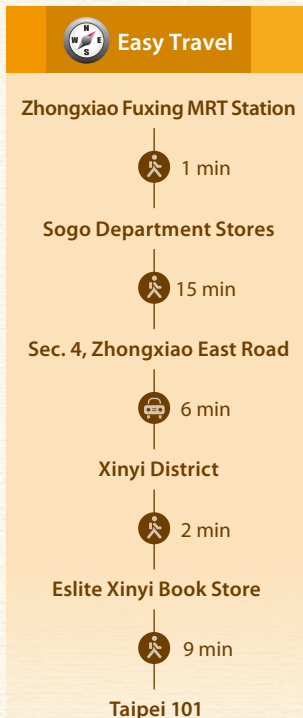 N
W E
S
Easy Travel
Zhongxiao Fuxing MRT Station
1 min
Sogo Department Stores
15 min
Sec. 4, Zhongxiao East Road
6 min
Xinyi District
2 min
Eslite Xinyi Book Store
9 min
Taipei 101